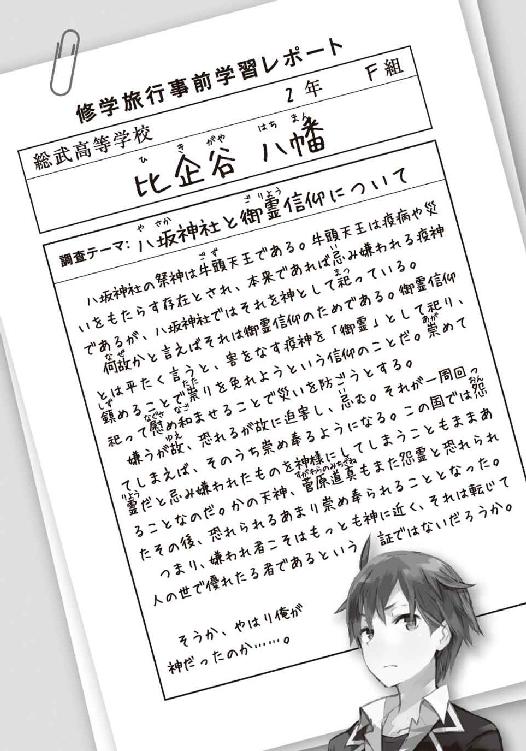 修学旅行事前学習レポート
総武高等学校
2年 F組
ひきがや はちまん
比企谷 八幡
調査テーマ:八坂神社と御霊信仰について
八坂神社の祭神は牛頭天王である。牛頭天王は疫病や災
いをもたらす存在とされ、本来であれば忌み嫌われる疫神
であるが、八坂神社ではそれを神として祀っている。
何故かと言えばそれは御霊信仰のためである。御霊信仰
とは平たく言うと、害をなす疫神を「御霊」として祀り、
鎮めることで祟りを免れようという信仰のことだ。崇めて
祀って慰め和ませることで災いを防ごうとする。
嫌うが故、恐れるが故に迫害し、忌む。それが一周回っ
てしまえば、そのうち崇め奉るようになる。この国では怨
霊だと忌み嫌われたものを神様にしてしまうこともままあ
ることなのだ。かの天神、菅原道真もまた怨霊と恐れられ
たその後、恐れられるあまり崇め奉られることとなった。
つまり、嫌われ者こそはもっとも神に近く、それは転じて
人の世で優れたる者であるという 証ではないだろうか。
そうか、やはり俺が
神だったのか……。